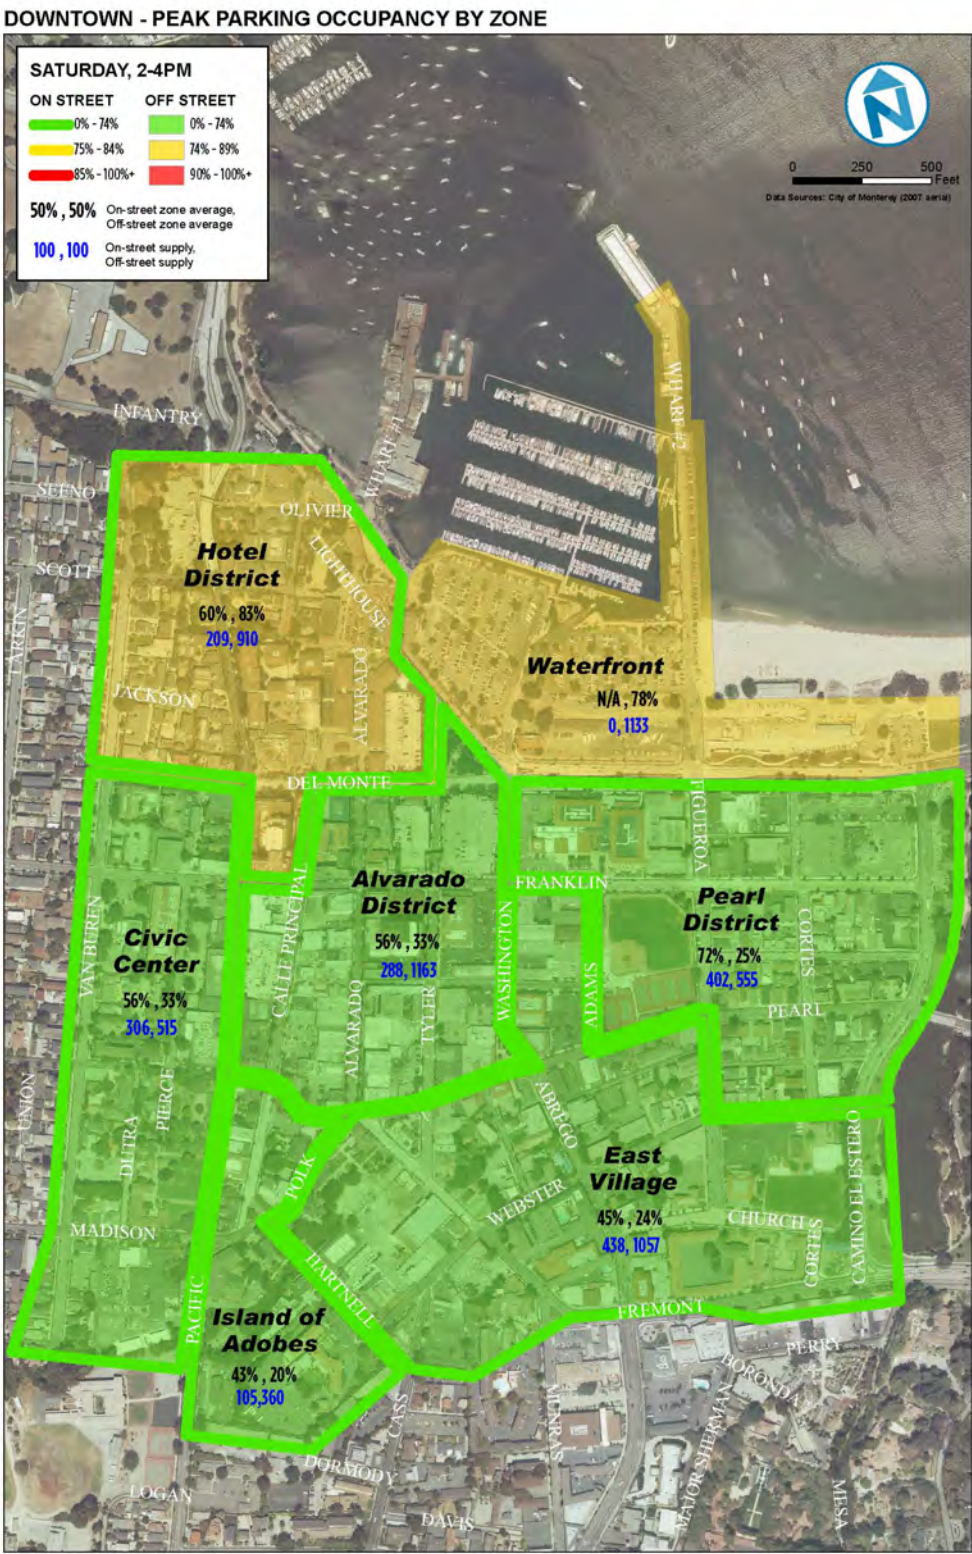 DOWNTOWN - PEAK PARKING OCCUPANCY BY ZONE
SATURDAY, 2-4PM
ON STREET OFF STREET
0% - 74% 0% - 74%
75% - 84% 74% - 89%
85% - 100%+ 90% - 100%+
50% , 50% On-street zone average,
Off-street zone average
100 , 100 On-street supply,
Off-street supply
N
0 250 500
Feet
Data Sources: City of Monterey (2007 aerial)
INFANTRY
WHARF #1
WHARF #2
SEENO
OLIVIER
SCOTT
LIGHTHOUSE
LARKIN
Hotel
District
60% , 83%
209, 910
JACKSON
ALVARADO
Waterfront
N/A , 78%
0, 1133
DEL MONTE
FIGUEROA
FRANKLIN
CALLE PRINCIPAL
Alvarado
District
56% , 33%
288, 1163
WASHINGTON
ADAMS
Pearl
District
72% , 25%
402, 555
CORTES
PEARL
VAN BUREN
Civic
Center
56% , 33%
306, 515
ALVARADO
TYLER
UNION
PIERCE
DUTRA
ABREGO
POLK
WEBSTER
East
Village
45% , 24%
438, 1057
CHURCH
CORTES
CAMINO EL ESTERO
MADISON
PACIFIC
HARTNELL
FREMONT
Island of
Adobes
43% , 20%
105,360
PERRY
BORONDA
CASS
MUNRAS
MAJOR SHERMAN
MESA
DORMODY
LOGAN
DAVIS